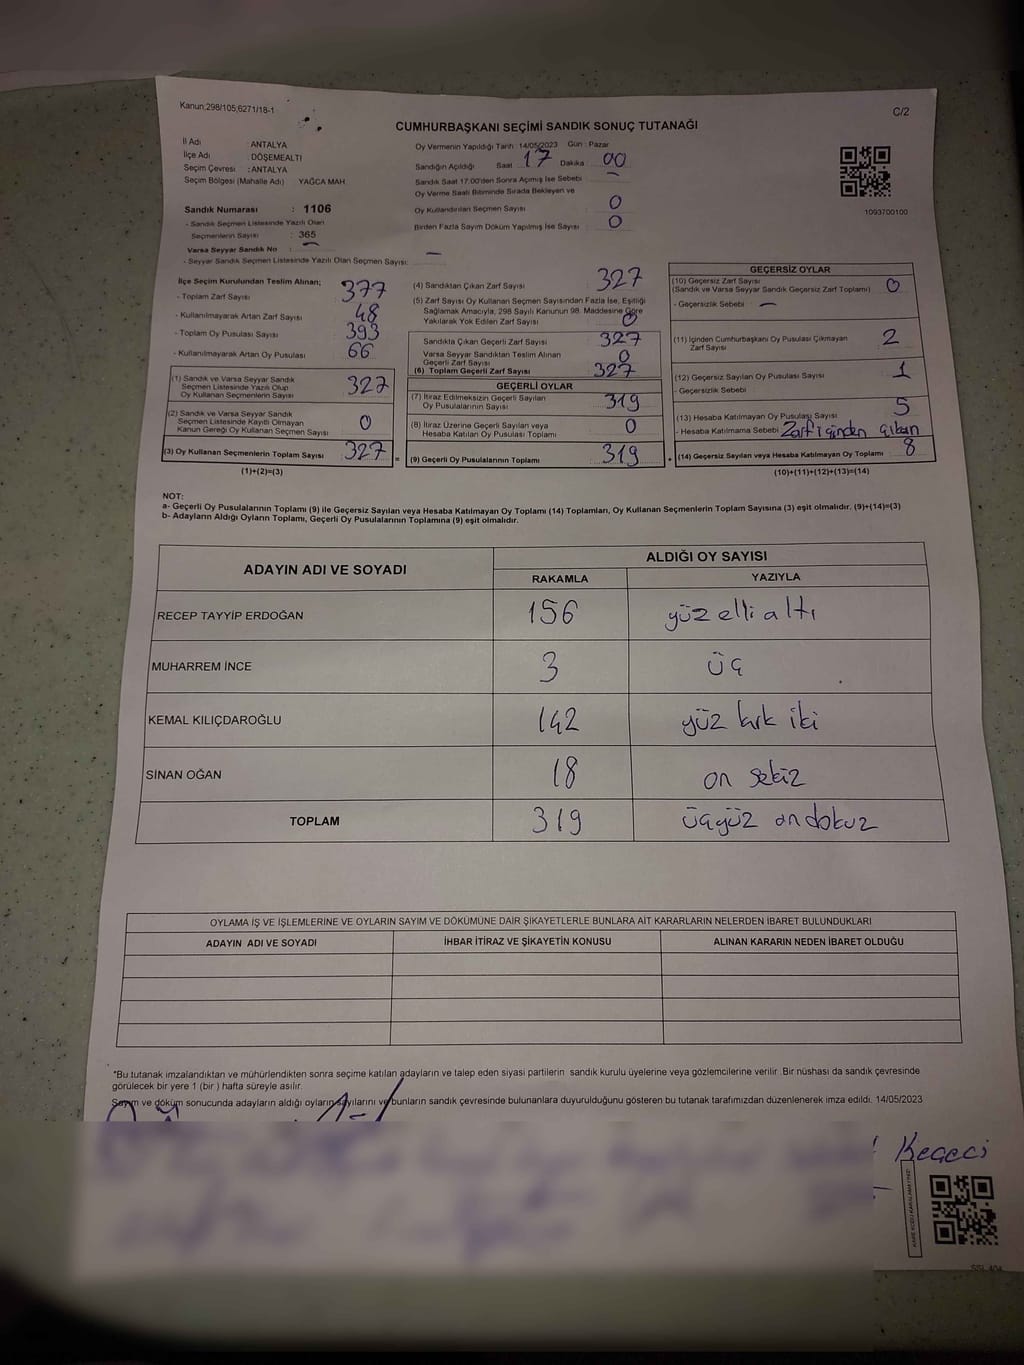 Kanun:298/105,6271/18-1
C/2
CUMHURBAŞKANI SEÇİMİ SANDIK SONUÇ TUTANAĞI
İl Adı : ANTALYA
İlçe Adı : DÖŞEMEALTI
Seçim Çevresi : ANTALYA
Seçim Bölgesi (Mahalle Adı) YAĞCA MAH.
Sandık Numarası : 1106
- Sandık Seçmen Listesinde Yazılı Olan
Seçmenlerin Sayısı : 365
Varsa Seyyar Sandık No : —
- Seyyar Sandık Seçmen Listesinde Yazılı Olan Seçmen Sayısı: —
Oy Vermenin Yapıldığı Tarih : 14/05/2023 Gün : Pazar
Sandığın Açıldığı Saat : 17 Dakika : 00
Sandık Saat 17:00'den Sonra Açılmış İse Sebebi : —
Oy Verme Saati Bitiminde Sırada Bekleyen ve
Oy Kullandırılan Seçmen Sayısı : 0
Birden Fazla Sayım Döküm Yapılmış İse Sayısı : 0
1093700100
İlçe Seçim Kurulundan Teslim Alınan;
- Toplam Zarf Sayısı 377
- Kullanılmayarak Artan Zarf Sayısı 48
- Toplam Oy Pusulası Sayısı 393
- Kullanılmayarak Artan Oy Pusulası 66
(1) Sandık ve Varsa Seyyar Sandık
Seçmen Listesinde Yazılı Olup
Oy Kullanan Seçmenlerin Sayısı 327
(2) Sandık ve Varsa Seyyar Sandık
Seçmen Listesinde Kayıtlı Olmayan
Kanun Gereği Oy Kullanan Seçmen Sayısı 0
(3) Oy Kullanan Seçmenlerin Toplam Sayısı 327 =
(1)+(2)=(3)
(4) Sandıktan Çıkan Zarf Sayısı 327
(5) Zarf Sayısı Oy Kullanan Seçmen Sayısından Fazla İse, Eşitliği
Sağlamak Amacıyla, 298 Sayılı Kanunun 98. Maddesine Göre
Yakılarak Yok Edilen Zarf Sayısı 0
Sandıkta Çıkan Geçerli Zarf Sayısı 327
Varsa Seyyar Sandıktan Teslim Alınan
Geçerli Zarf Sayısı 0
(6) Toplam Geçerli Zarf Sayısı 327
GEÇERLİ OYLAR
(7) İtiraz Edilmeksizin Geçerli Sayılan
Oy Pusulalarının Sayısı 319
(8) İtiraz Üzerine Geçerli Sayılan veya
Hesaba Katılan Oy Pusulası Toplamı 0
(9) Geçerli Oy Pusulalarının Toplamı 319 +
GEÇERSİZ OYLAR
(10) Geçersiz Zarf Sayısı
(Sandık ve Varsa Seyyar Sandık Geçersiz Zarf Toplamı) 0
- Geçersizlik Sebebi : —
(11) İçinden Cumhurbaşkanı Oy Pusulası Çıkmayan
Zarf Sayısı 2
(12) Geçersiz Sayılan Oy Pusulası Sayısı 1
- Geçersizlik Sebebi :
(13) Hesaba Katılmayan Oy Pusulası Sayısı 5
- Hesaba Katılmama Sebebi : Zarf içinden çıkan
(14) Geçersiz Sayılan veya Hesaba Katılmayan Oy Toplamı 8
(10)+(11)+(12)+(13)=(14)
NOT:
a- Geçerli Oy Pusulalarının Toplamı (9) ile Geçersiz Sayılan veya Hesaba Katılmayan Oy Toplamı (14) Toplamları, Oy Kullanan Seçmenlerin Toplam Sayısına (3) eşit olmalıdır. (9)+(14)=(3)
b- Adayların Aldığı Oyların Toplamı, Geçerli Oy Pusulalarının Toplamına (9) eşit olmalıdır.
ADAYIN ADI VE SOYADI
ALDIĞI OY SAYISI
RAKAMLA YAZIYLA
RECEP TAYYİP ERDOĞAN 156 yüz elli altı
MUHARREM İNCE 3 üç
KEMAL KILIÇDAROĞLU 142 yüz kırk iki
SİNAN OĞAN 18 on sekiz
TOPLAM 319 üçyüz on dokuz
OYLAMA İŞ VE İŞLEMLERİNE VE OYLARIN SAYIM VE DÖKÜMÜNE DAİR ŞİKAYETLERLE BUNLARA AİT KARARLARIN NELERDEN İBARET BULUNDUKLARI
ADAYIN ADI VE SOYADI İHBAR İTİRAZ VE ŞİKAYETİN KONUSU ALINAN KARARIN NEDEN İBARET OLDUĞU
*Bu tutanak imzalandıktan ve mühürlendikten sonra seçime katılan adayların ve talep eden siyasi partilerin sandık kurulu üyelerine veya gözlemcilerine verilir. Bir nüshası da sandık çevresinde
görülecek bir yere 1 (bir) hafta süreyle asılır.
Sayım ve döküm sonucunda adayların aldığı oyların sayılarını ve bunların sandık çevresinde bulunanlara duyurulduğunu gösteren bu tutanak tarafımızdan düzenlenerek imza edildi. 14/05/2023
Keçeci